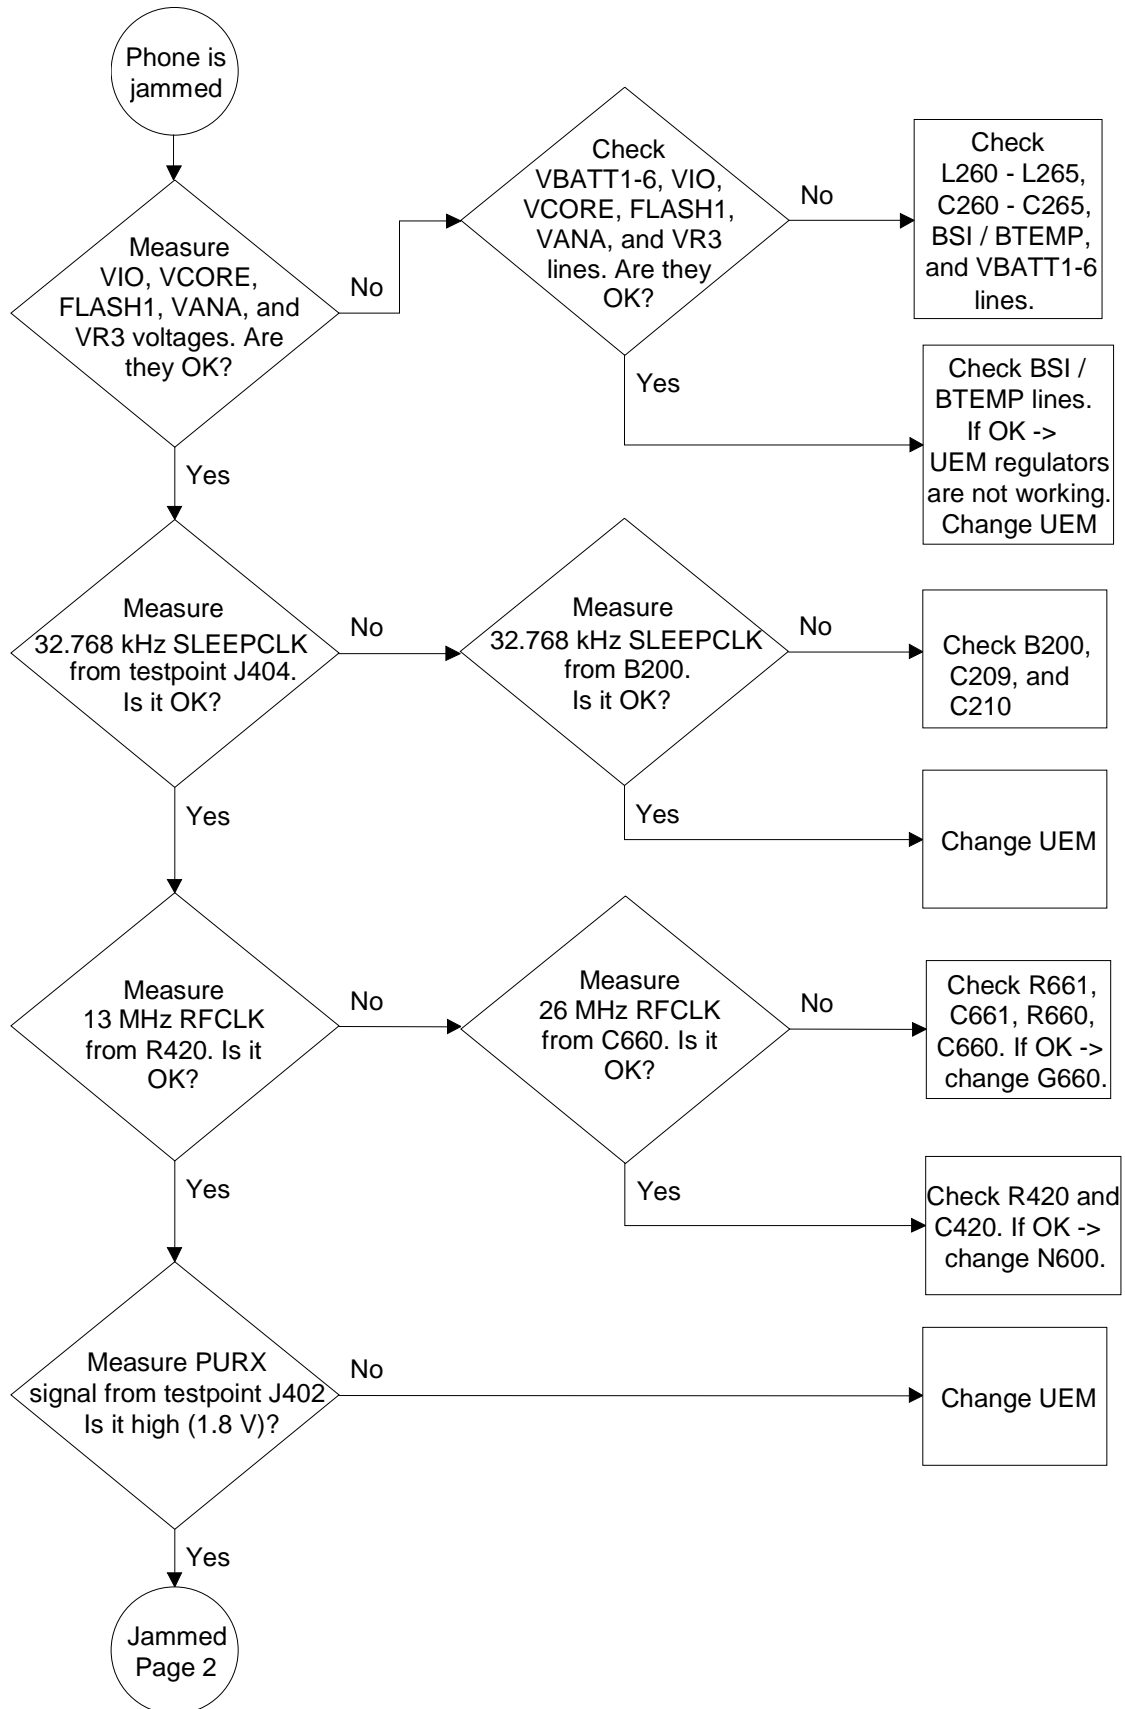 Phone is
jammed
Measure
VIO, VCORE,
FLASH1, VANA, and
VR3 voltages. Are
they OK?
No
Check
VBATT1-6, VIO,
VCORE, FLASH1,
VANA, and VR3
lines. Are they
OK?
No
Check
L260 - L265,
C260 - C265,
BSI / BTEMP,
and VBATT1-6
lines.
Yes
Check BSI /
BTEMP lines.
If OK ->
UEM regulators
are not working.
Change UEM
Yes
Measure
32.768 kHz SLEEPCLK
from testpoint J404.
Is it OK?
No
Measure
32.768 kHz SLEEPCLK
from B200.
Is it OK?
No
Check B200,
C209, and
C210
Yes
Change UEM
Yes
Measure
13 MHz RFCLK
from R420. Is it
OK?
No
Measure
26 MHz RFCLK
from C660. Is it
OK?
No
Check R661,
C661, R660,
C660. If OK ->
change G660.
Yes
Check R420 and
C420. If OK ->
change N600.
Yes
Measure PURX
signal from testpoint J402
Is it high (1.8 V)?
No
Change UEM
Yes
Jammed
Page 2